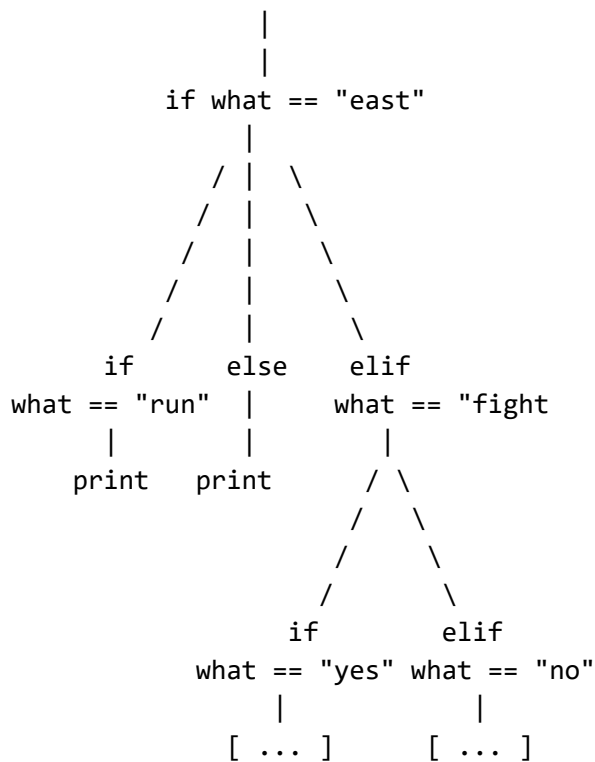 if what == "east"
if else elif
what == "run" what == "fight
print print
if elif
what == "yes" what == "no"
[ ... ] [ ... ]